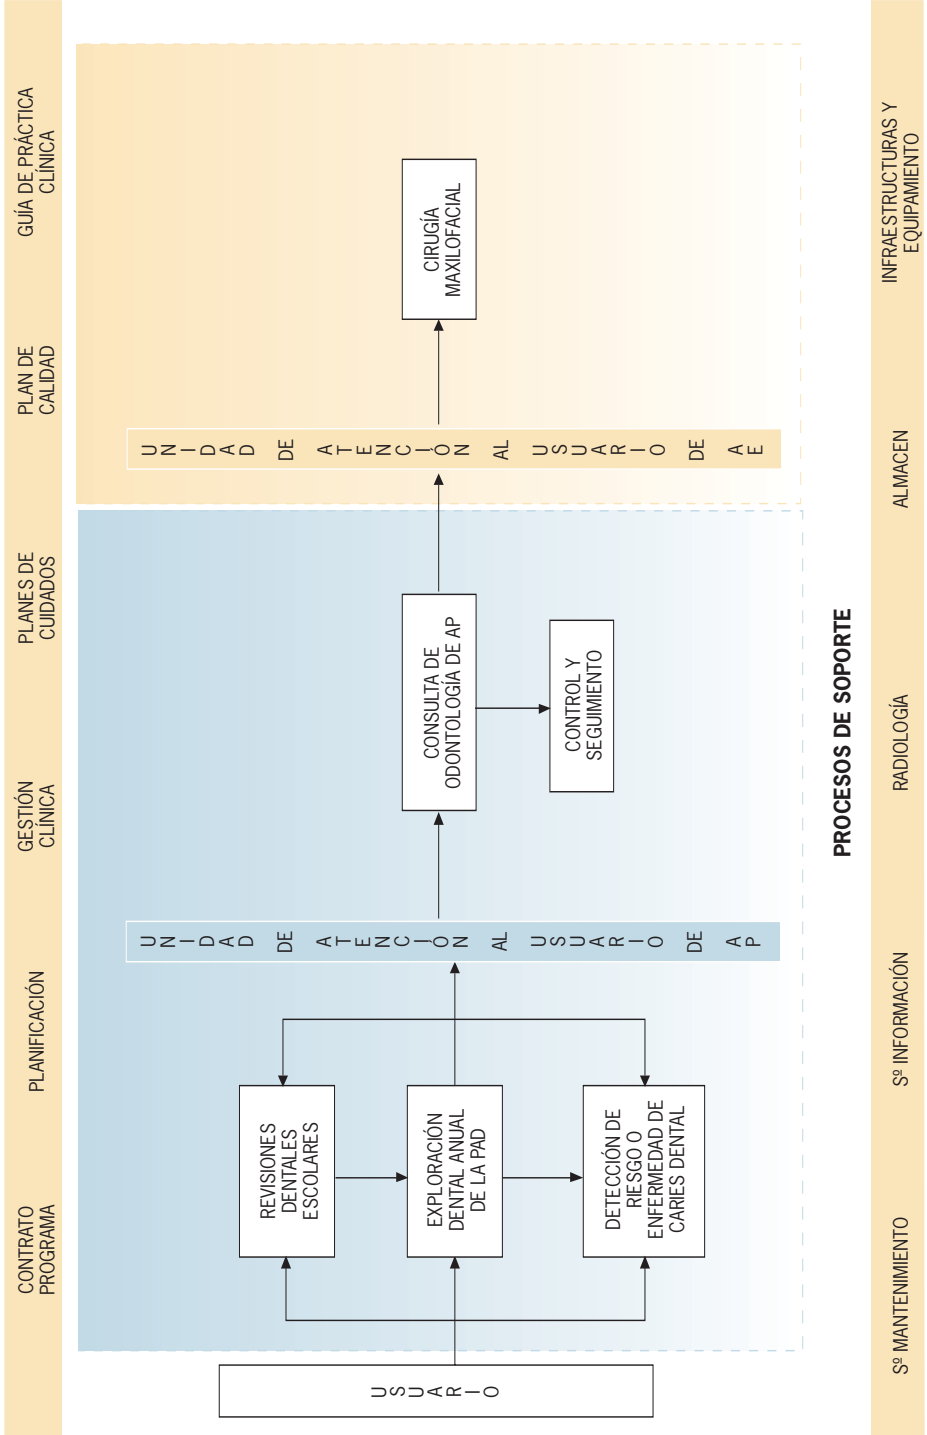 CONTRATO
PROGRAMA
PLANIFICACIÓN
GESTIÓN
CLÍNICA
PLANES DE
CUIDADOS
PLAN DE
CALIDAD
GUÍA DE PRÁCTICA
CLÍNICA
USUARIO
REVISIONES
DENTALES
ESCOLARES
EXPLORACIÓN
DENTAL ANUAL
DE LA PAD
DETECCIÓN DE
RIESGO O
ENFERMEDAD DE
CARIES DENTAL
UNIDAD DE ATENCIÓN AL USUARIO DE AP
CONSULTA DE
ODONTOLOGÍA DE AP
CONTROL Y
SEGUIMIENTO
UNIDAD DE ATENCIÓN AL USUARIO DE AE
CIRUGÍA
MAXILOFACIAL
PROCESOS DE SOPORTE
Sº MANTENIMIENTO
Sº INFORMACIÓN
RADIOLOGÍA
ALMACEN
INFRAESTRUCTURAS Y
EQUIPAMIENTO